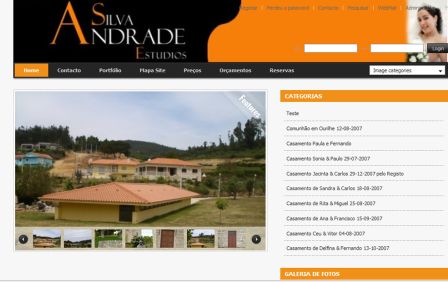 SILVA
ANDRADE
ESTUDIOS
Registar | Perdeu a password | Contacto | Pesquisar | WebMail
Login
Home
Contacto
Portfólio
Mapa Site
Preços
Orçamentos
Reservas
Image categories:
Features
CATEGORIAS
Teste
Comunhão em Ourilhe 12-08-2007
Casamento Paula e Fernando
Casamento Sonia & Paulo 29-07-2007
Casamento Jacinta & Carlos 29-12-2007 pelo Registo
Casamento de Sandra & Carlos 18-08-2007
Casamento de Rita & Miguel 25-08-2007
Casamento de Ana & Francisco 15-09-2007
Casamento Ceu & Vitor 04-08-2007
Casamento de Delfina & Fernando 13-10-2007
GALERIA DE FOTOS